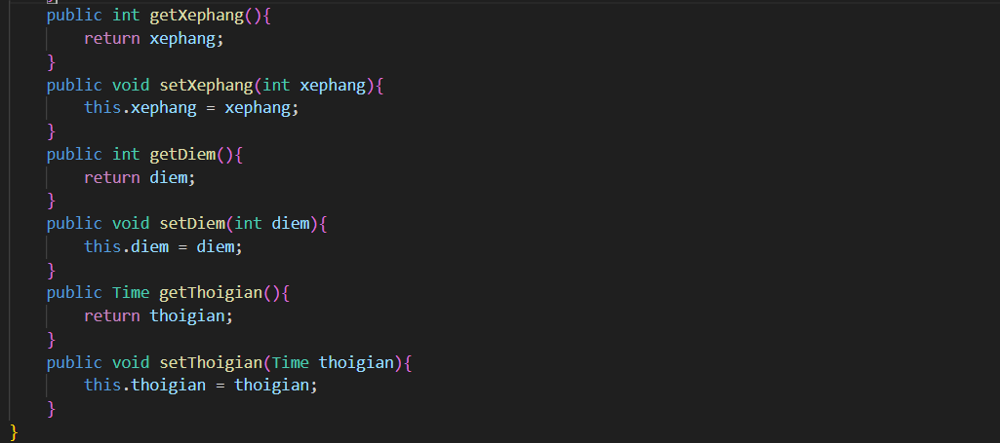 public int getXephang(){
return xephang;
}
public void setXephang(int xephang){
this.xephang = xephang;
}
public int getDiem(){
return diem;
}
public void setDiem(int diem){
this.diem = diem;
}
public Time getThoigian(){
return thoigian;
}
public void setThoigian(Time thoigian){
this.thoigian = thoigian;
}
}